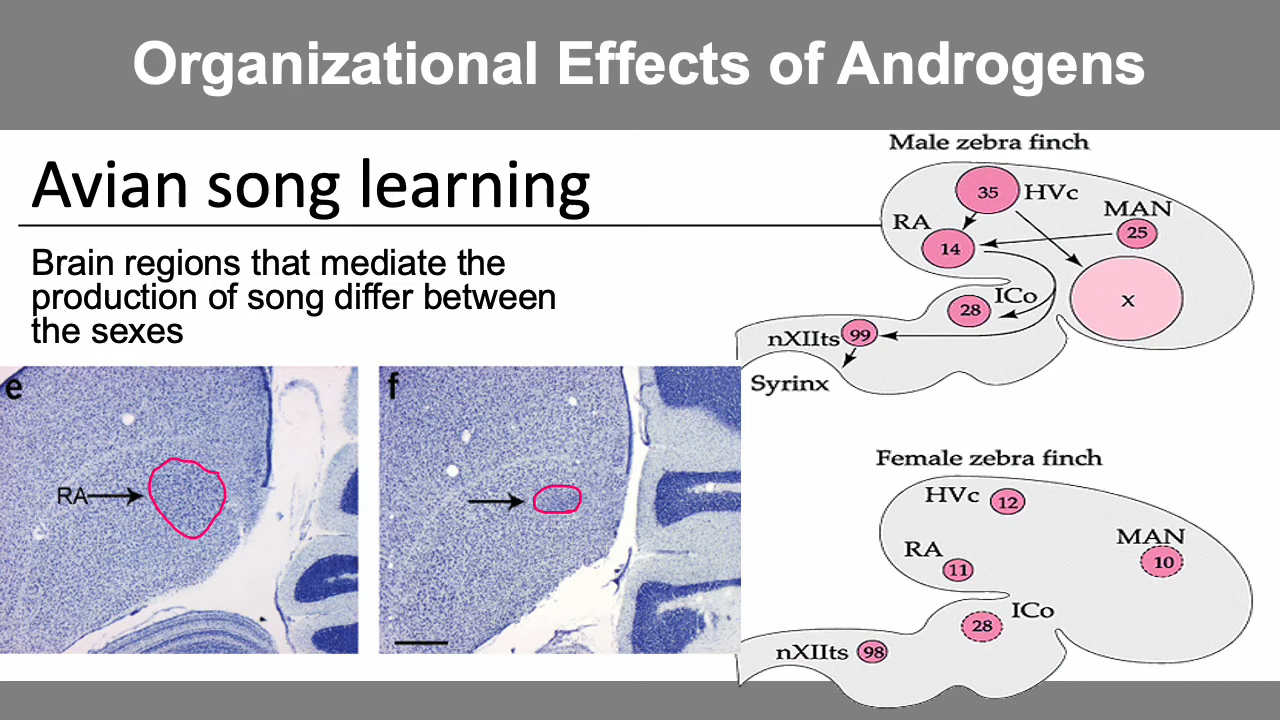 Organizational Effects of Androgens
Avian song learning
Brain regions that mediate the
production of song differ between
the sexes
e
RA
f
Male zebra finch
35
HVc
MAN
RA
25
14
ICo
28
x
nXIIts
99
Syrinx
Female zebra finch
HVc
12
MAN
RA
10
11
ICo
28
nXIIts
98